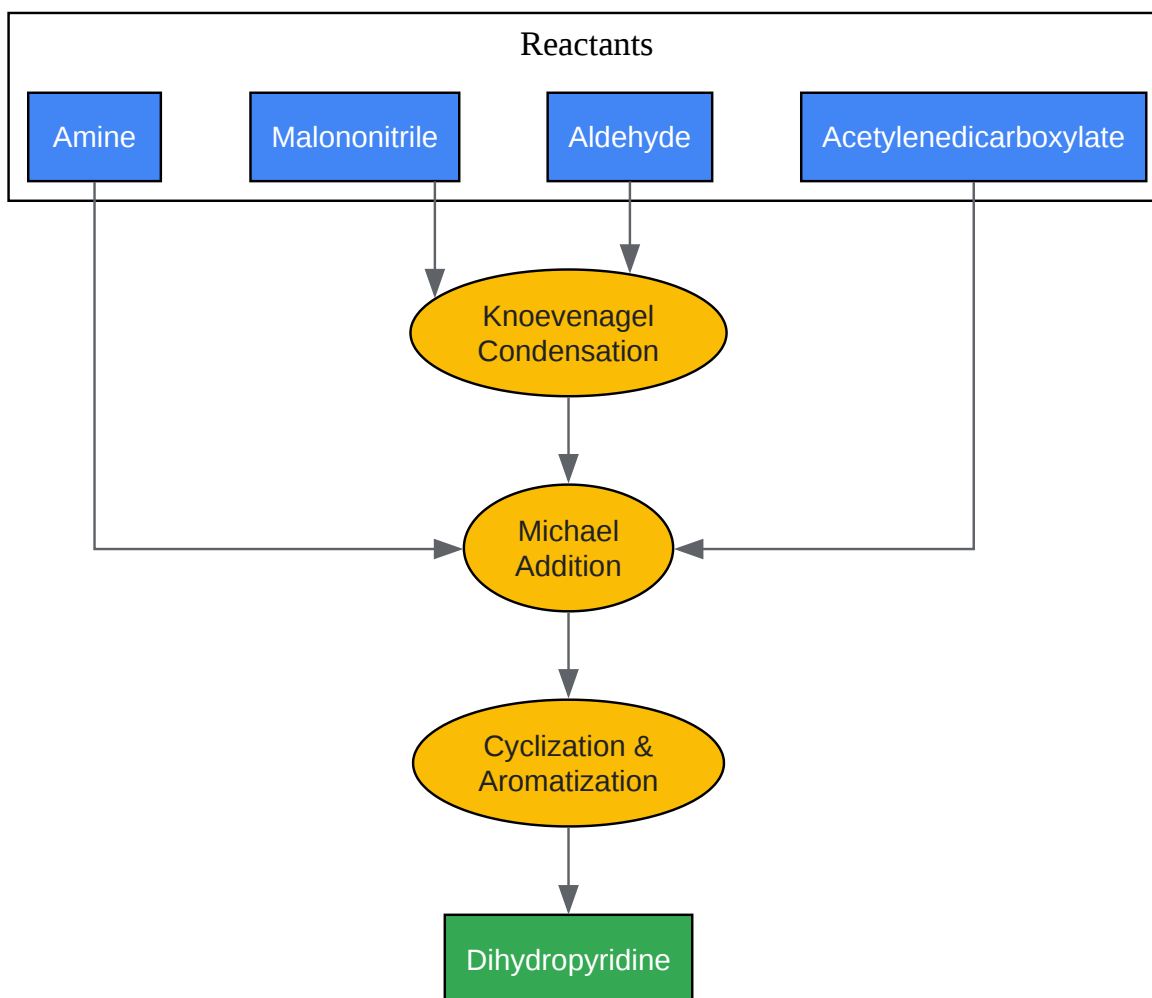 Reactants
Amine
Malononitrile
Aldehyde
Acetylenedicarboxylate
Knoevenagel
Condensation
Michael
Addition
Cyclization &
Aromatization
Dihydropyridine